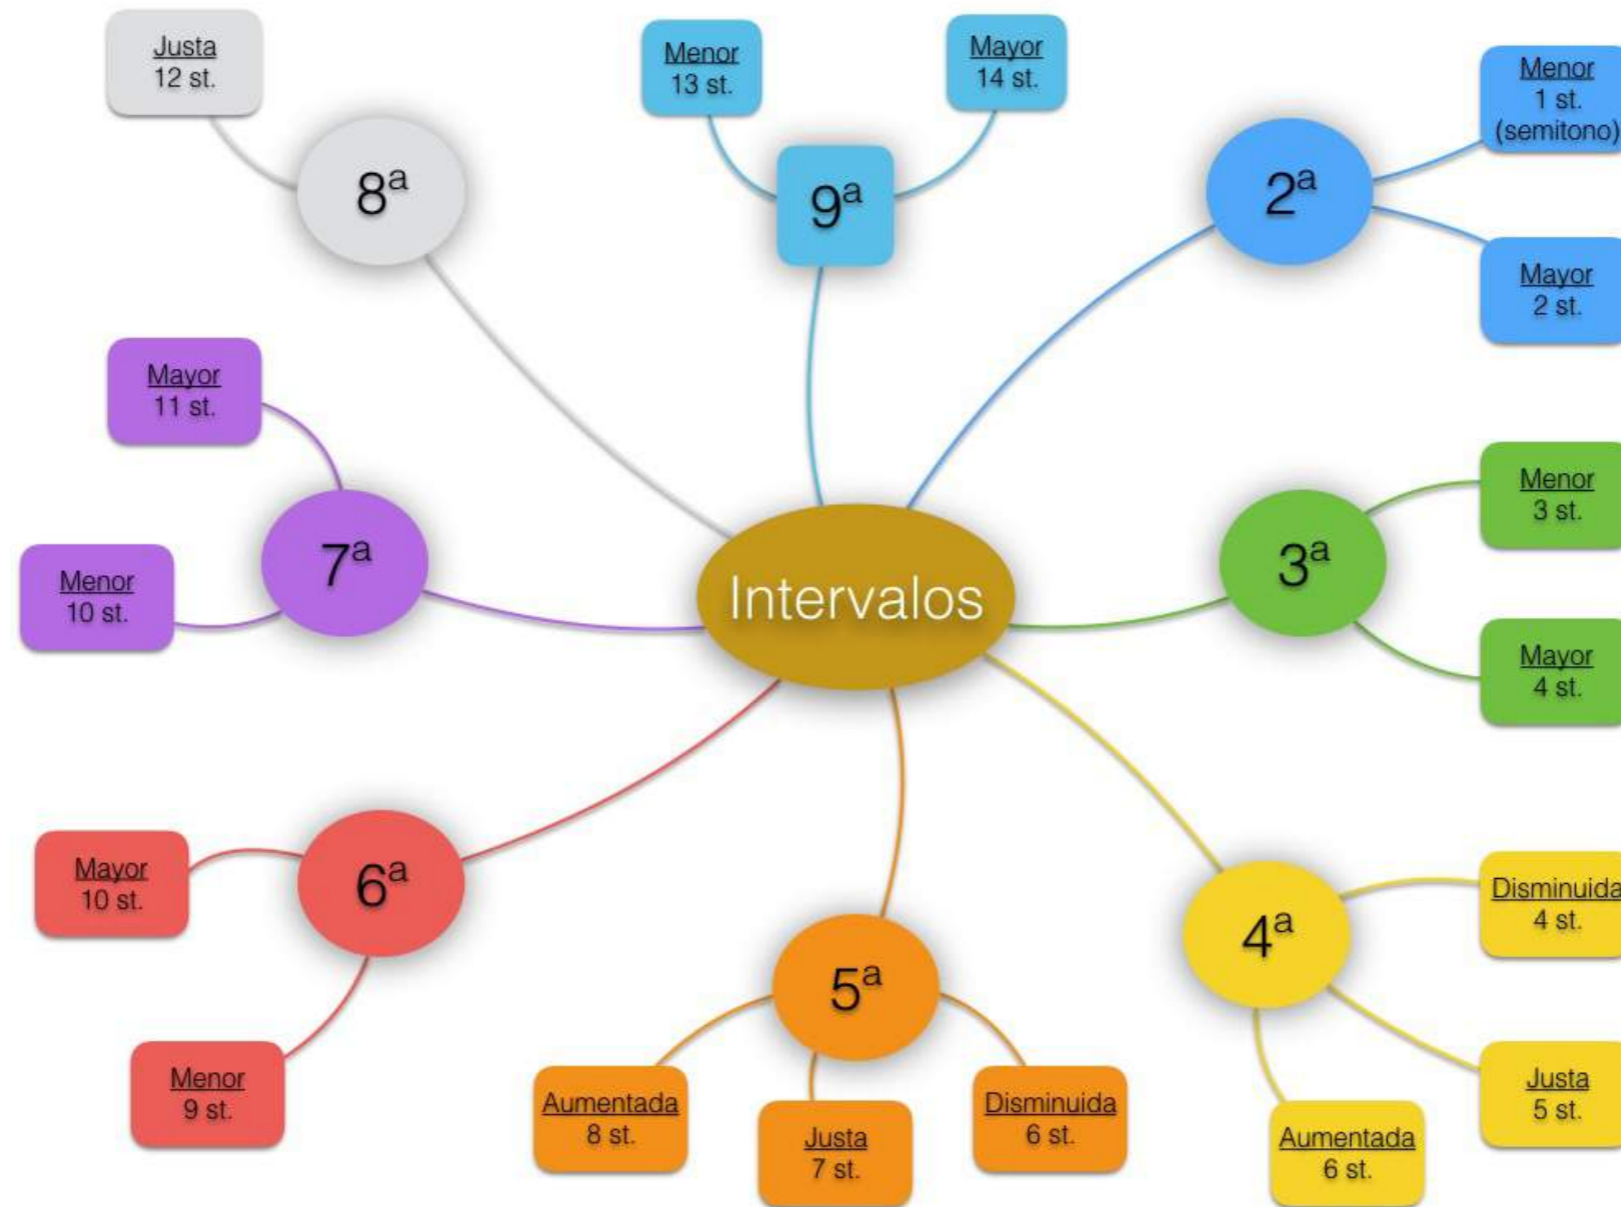 Justa
12 st.
8ª
Menor
13 st.
Mayor
14 st.
9ª
2ª
Menor
1 st.
(semitono)
Mayor
2 st.
Mayor
11 st.
7ª
Menor
10 st.
Intervalos
3ª
Menor
3 st.
Mayor
4 st.
Mayor
10 st.
6ª
Menor
9 st.
5ª
Aumentada
8 st.
Justa
7 st.
Disminuida
6 st.
4ª
Disminuida
4 st.
Justa
5 st.
Aumentada
6 st.